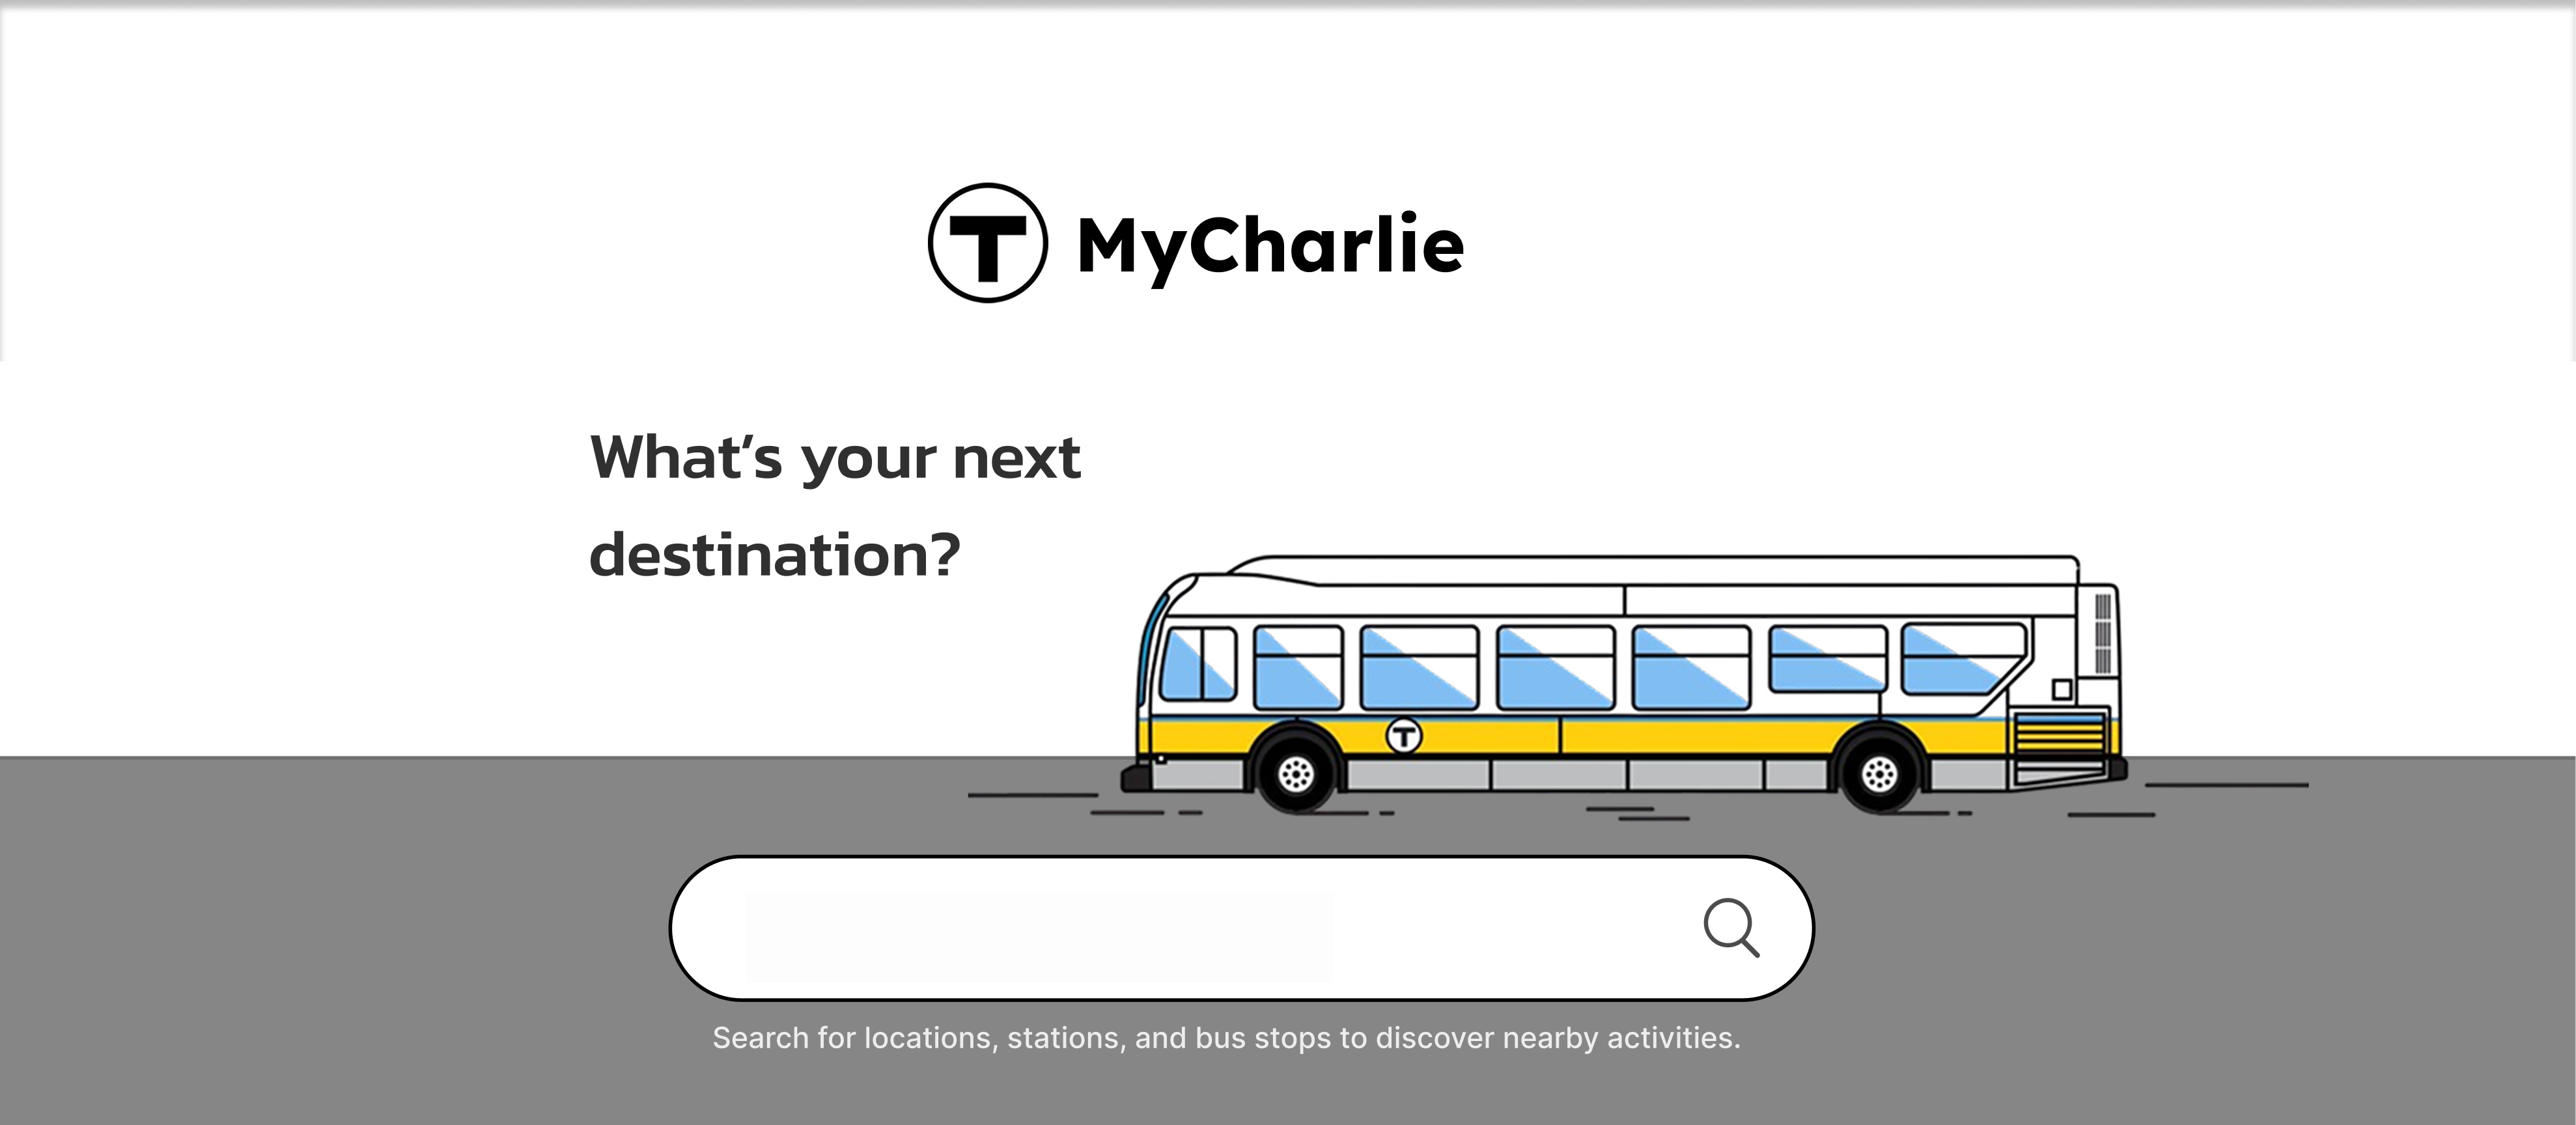 T MyCharlie
What's your next
destination?
T
Search for locations, stations, and bus stops to discover nearby activities.